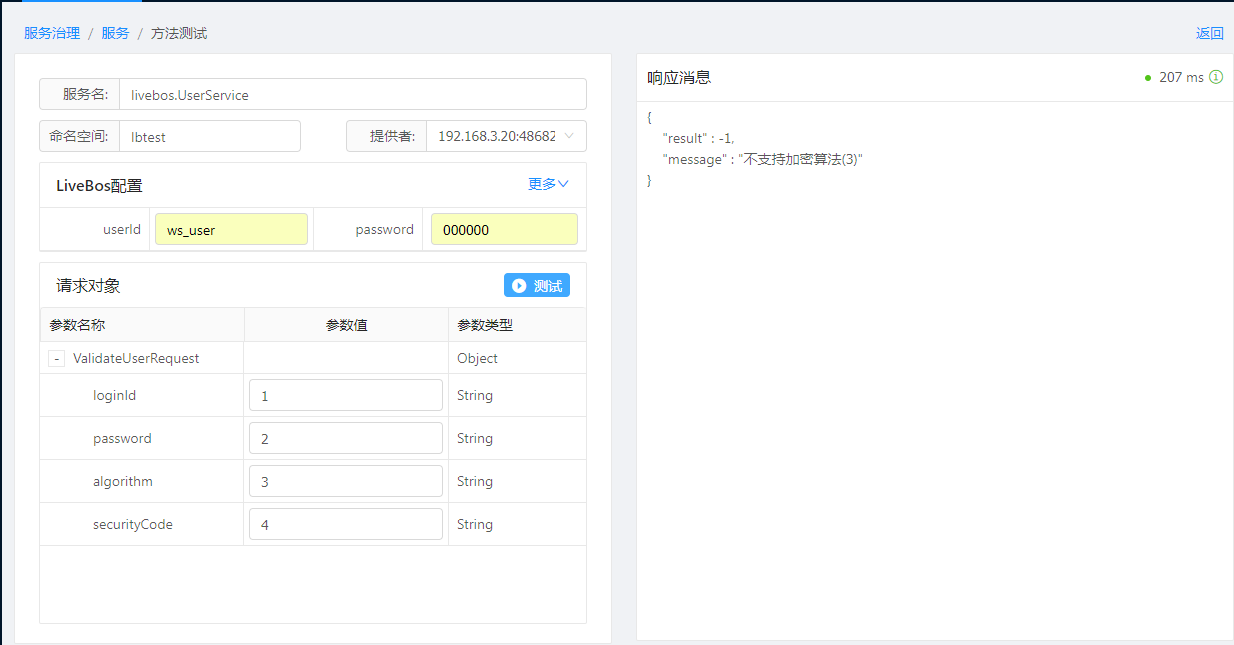 服务治理 / 服务 / 方法测试
返回
服务名: livebos.UserService
命名空间: lbtest 提供者: 192.168.3.20:48682
LiveBos配置 更多
userId ws_user password 000000
请求对象 测试
参数名称 参数值 参数类型
- ValidateUserRequest Object
loginId 1 String
password 2 String
algorithm 3 String
securityCode 4 String
响应消息 207 ms
{
"result" : -1,
"message" : "不支持加密算法(3)"
}